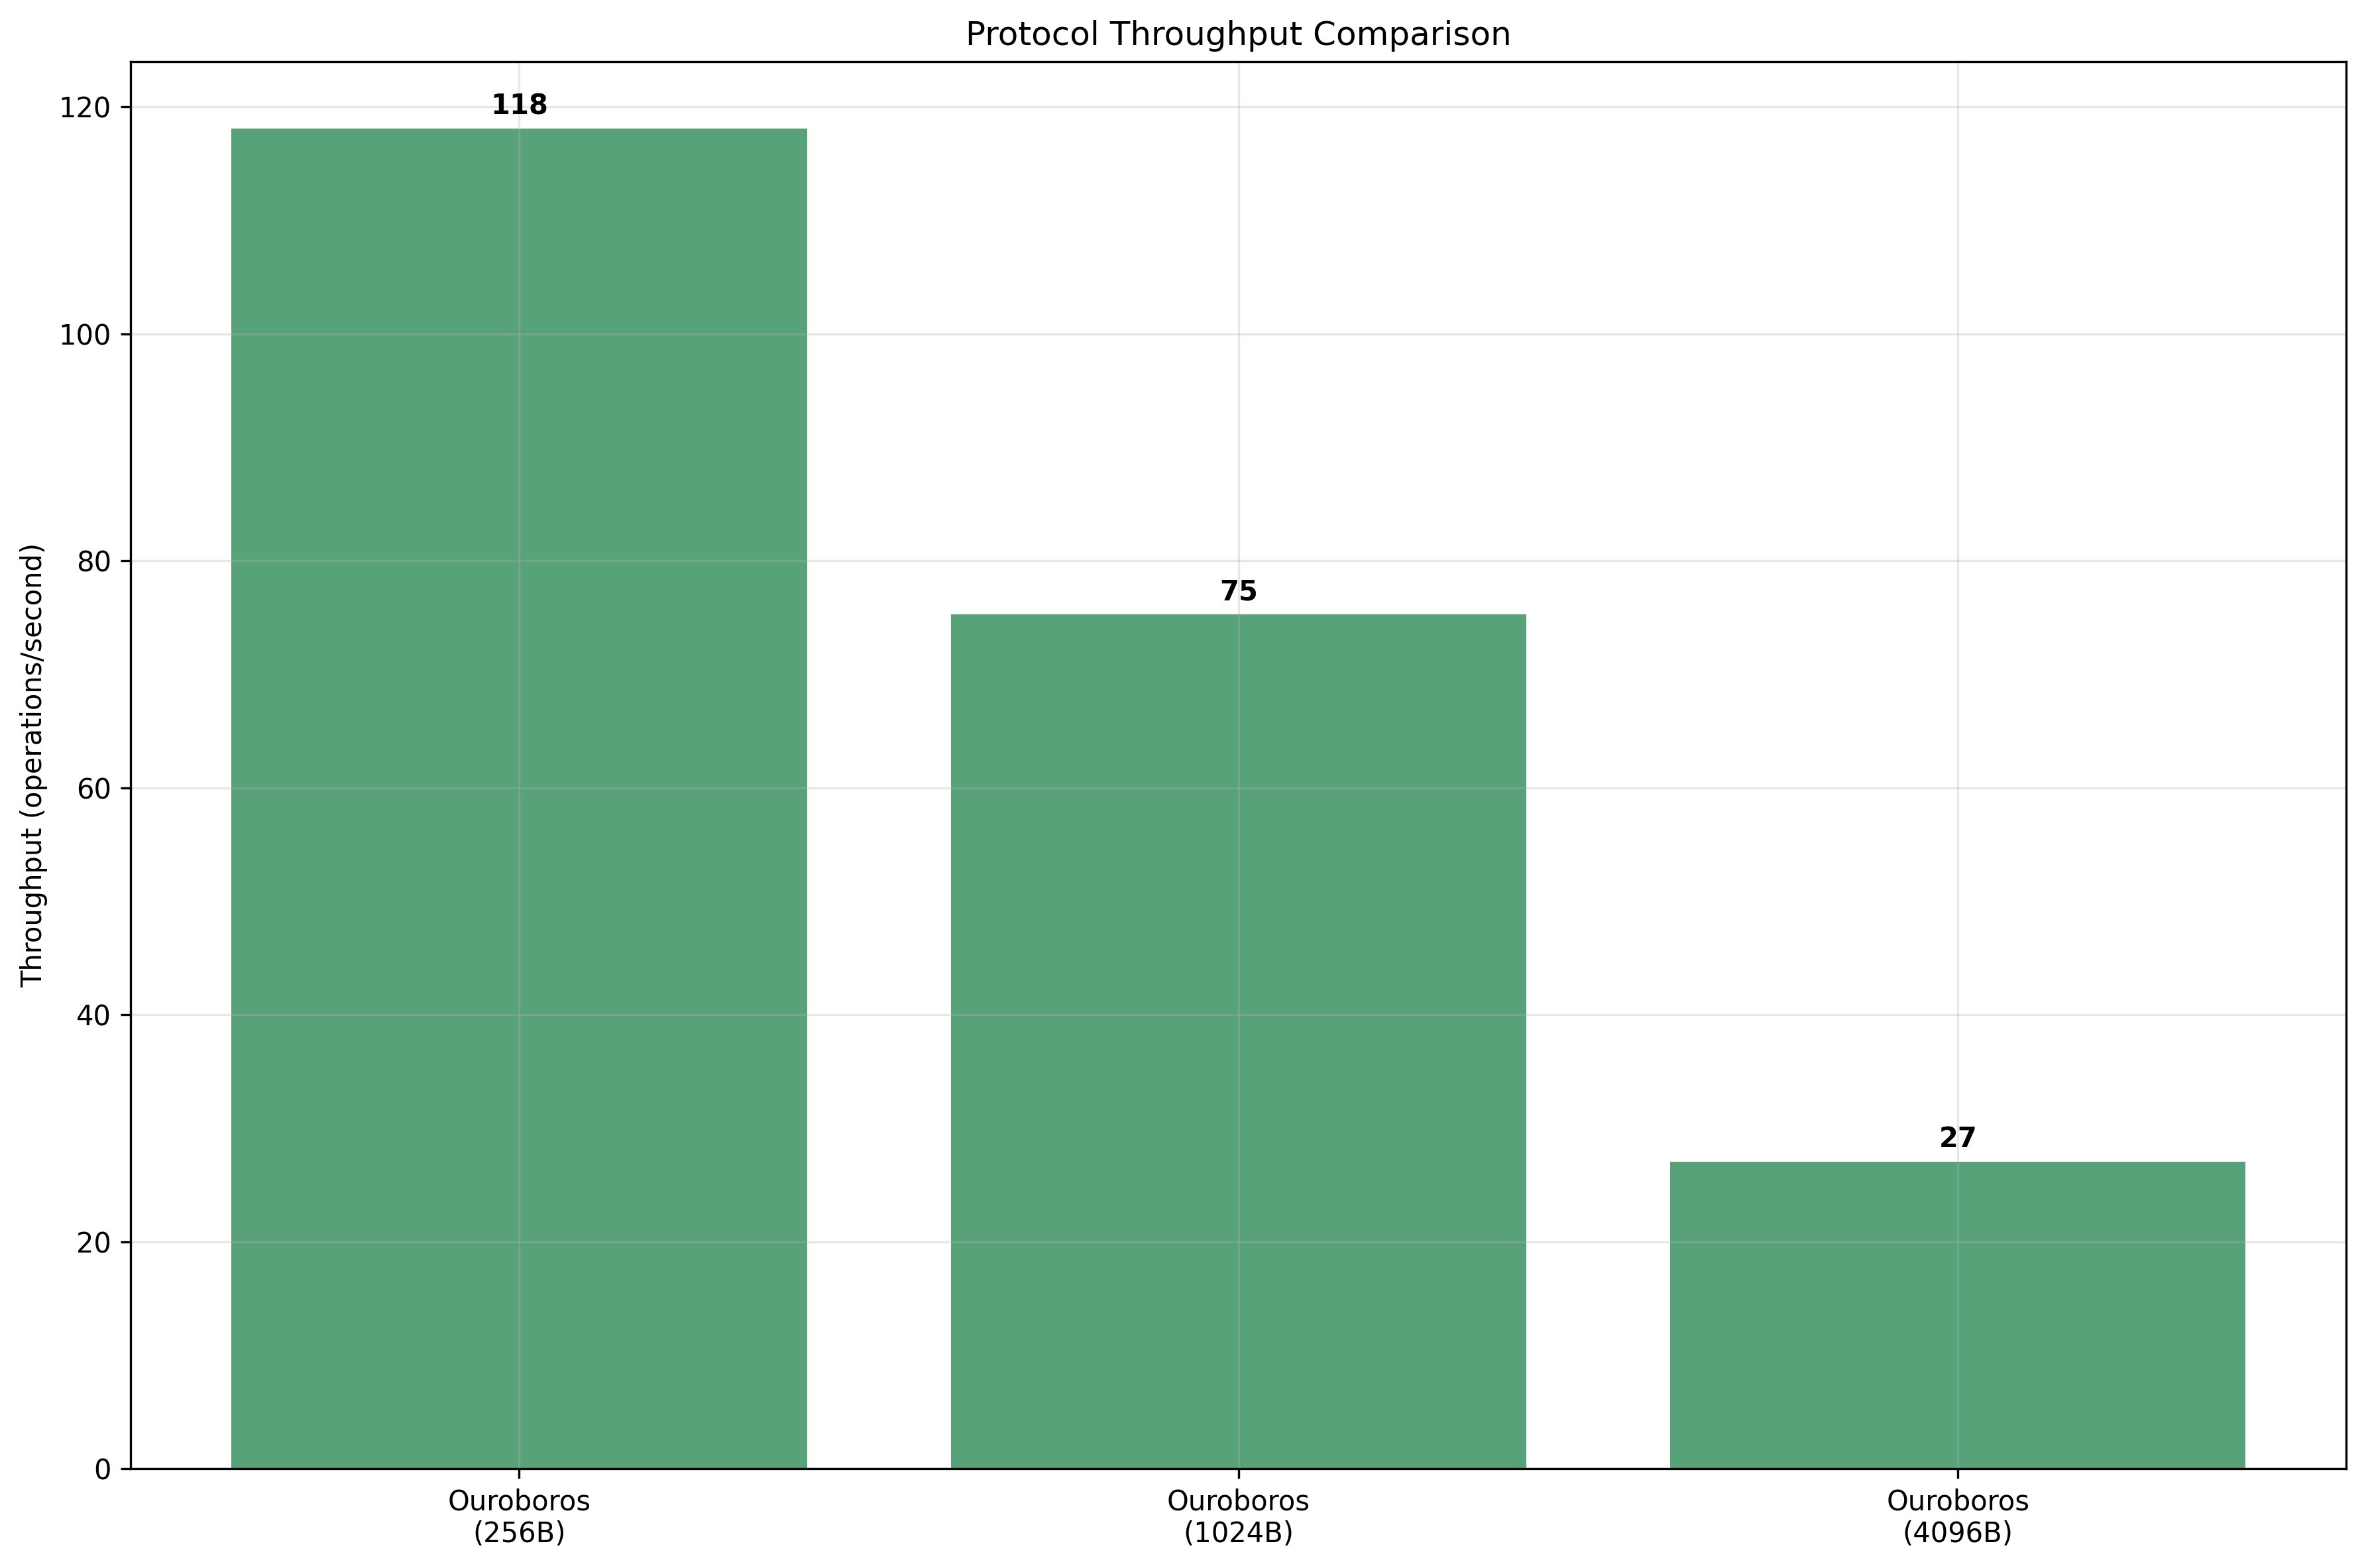 Protocol Throughput Comparison
Throughput (operations/second)
120
100
80
60
40
20
0
118
75
27
Ouroboros
(256B)
Ouroboros
(1024B)
Ouroboros
(4096B)